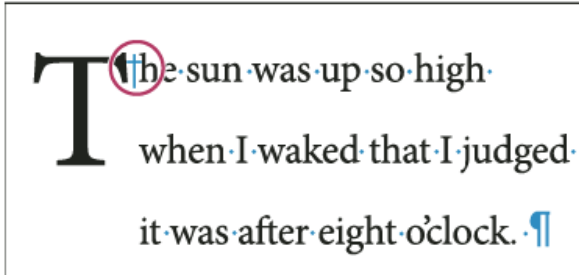 The sun was up so high
when I waked that I judged
it was after eight o’clock. ¶